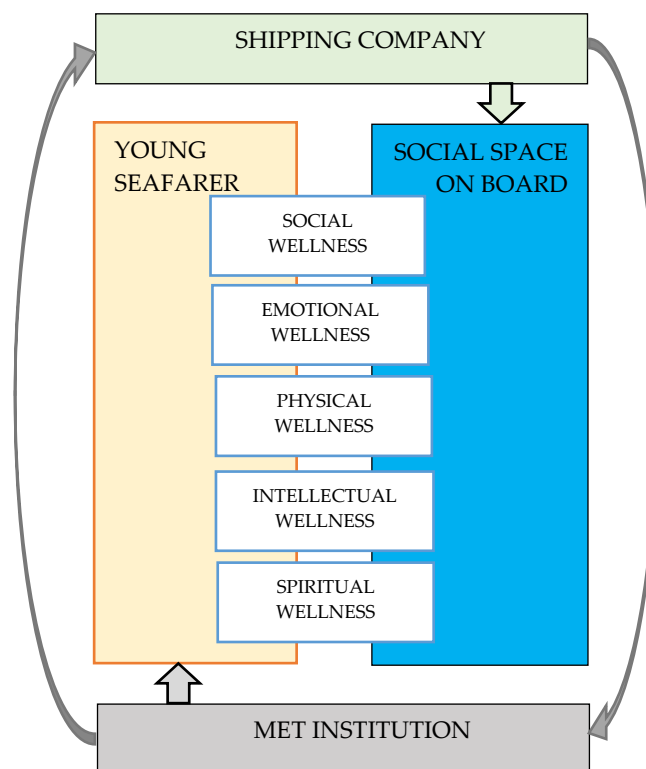 SHIPPING COMPANY
YOUNG
SEAFARER
SOCIAL SPACE
ON BOARD
SOCIAL
WELLNESS
EMOTIONAL
WELLNESS
PHYSICAL
WELLNESS
INTELLECTUAL
WELLNESS
SPIRITUAL
WELLNESS
MET INSTITUTION